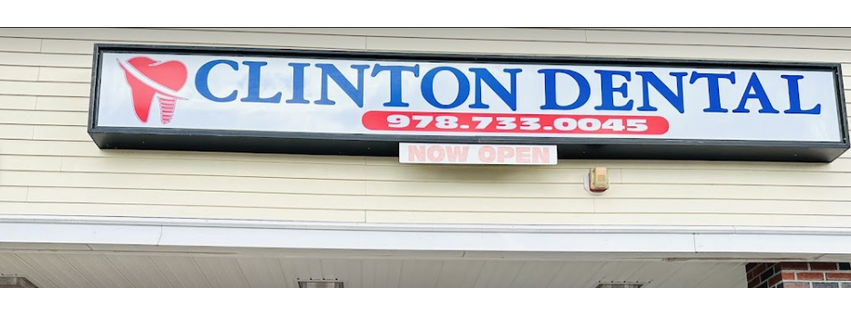 CLINTON DENTAL
978.733.0045
NOW OPEN